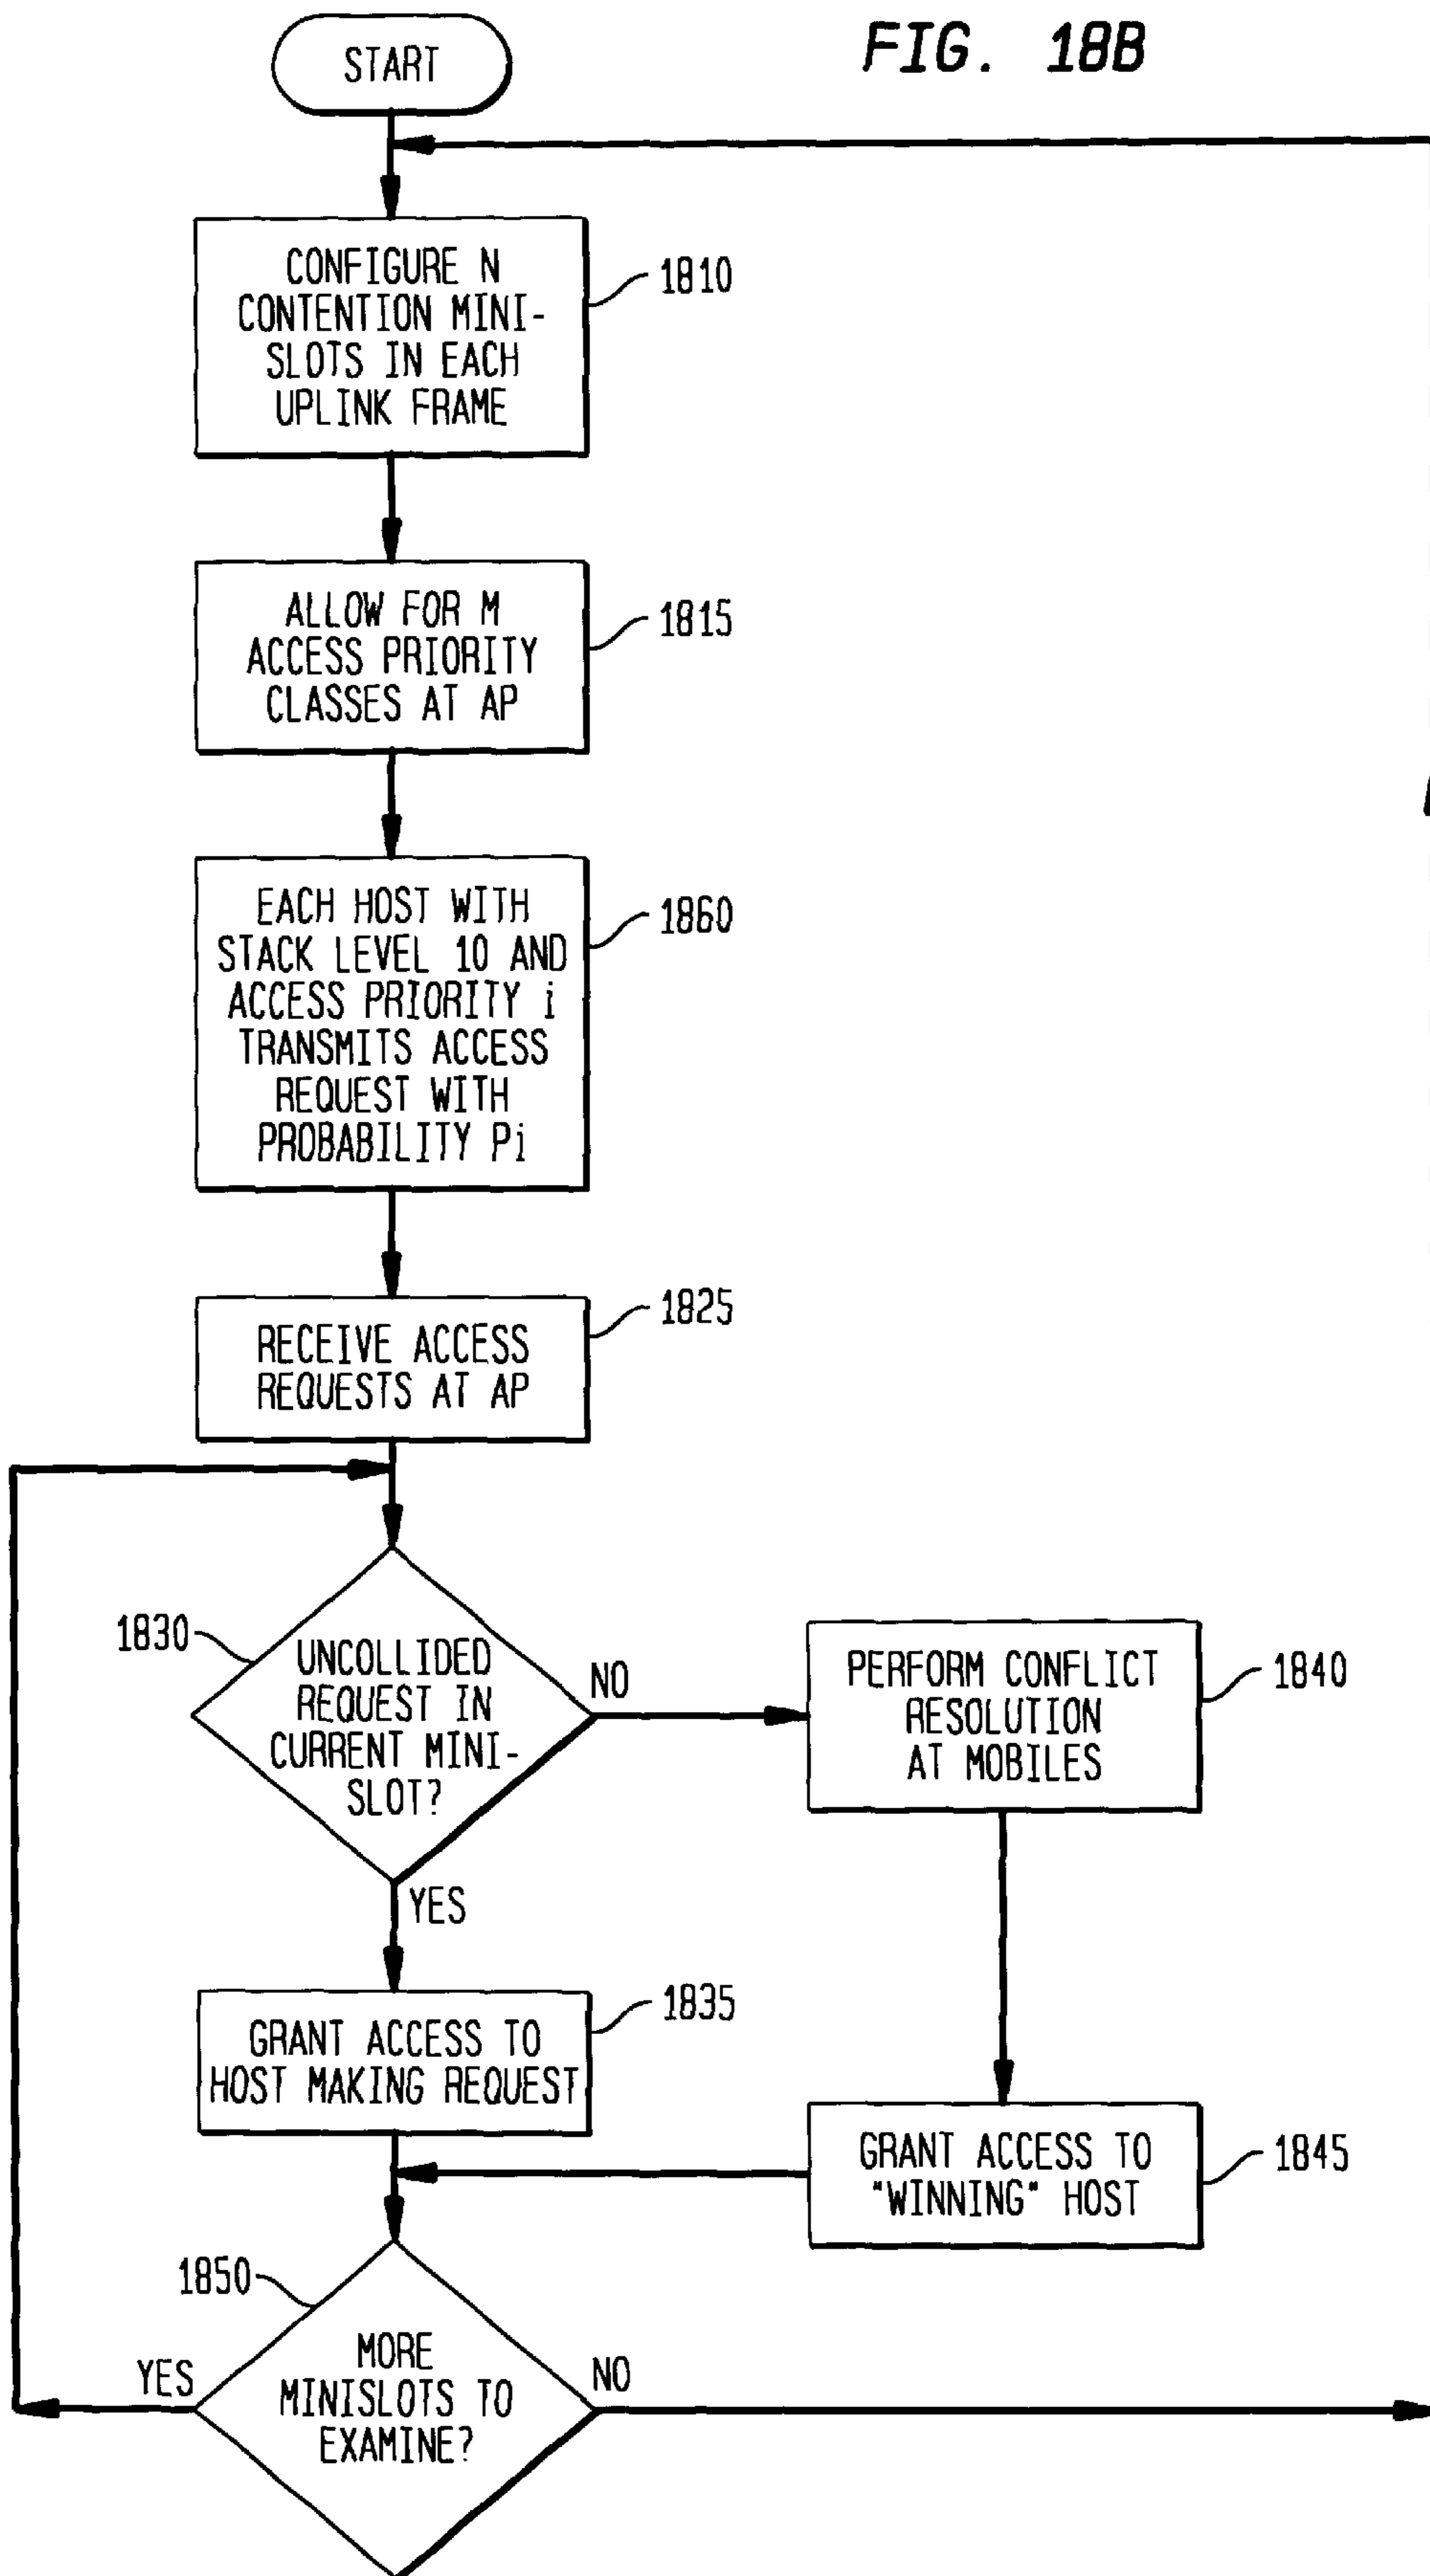 FIG. 18B
START
CONFIGURE N
CONTENTION MINI-
SLOTS IN EACH
UPLINK FRAME
1810
ALLOW FOR M
ACCESS PRIORITY
CLASSES AT AP
1815
EACH HOST WITH
STACK LEVEL 10 AND
ACCESS PRIORITY i
TRANSMITS ACCESS
REQUEST WITH
PROBABILITY Pi
1860
RECEIVE ACCESS
REQUESTS AT AP
1825
1830
UNCOLLIDED
REQUEST IN
CURRENT MINI-
SLOT?
NO
YES
PERFORM CONFLICT
RESOLUTION
AT MOBILES
1840
GRANT ACCESS TO
HOST MAKING REQUEST
1835
GRANT ACCESS TO
"WINNING" HOST
1845
1850
MORE
MINISLOTS TO
EXAMINE?
YES
NO